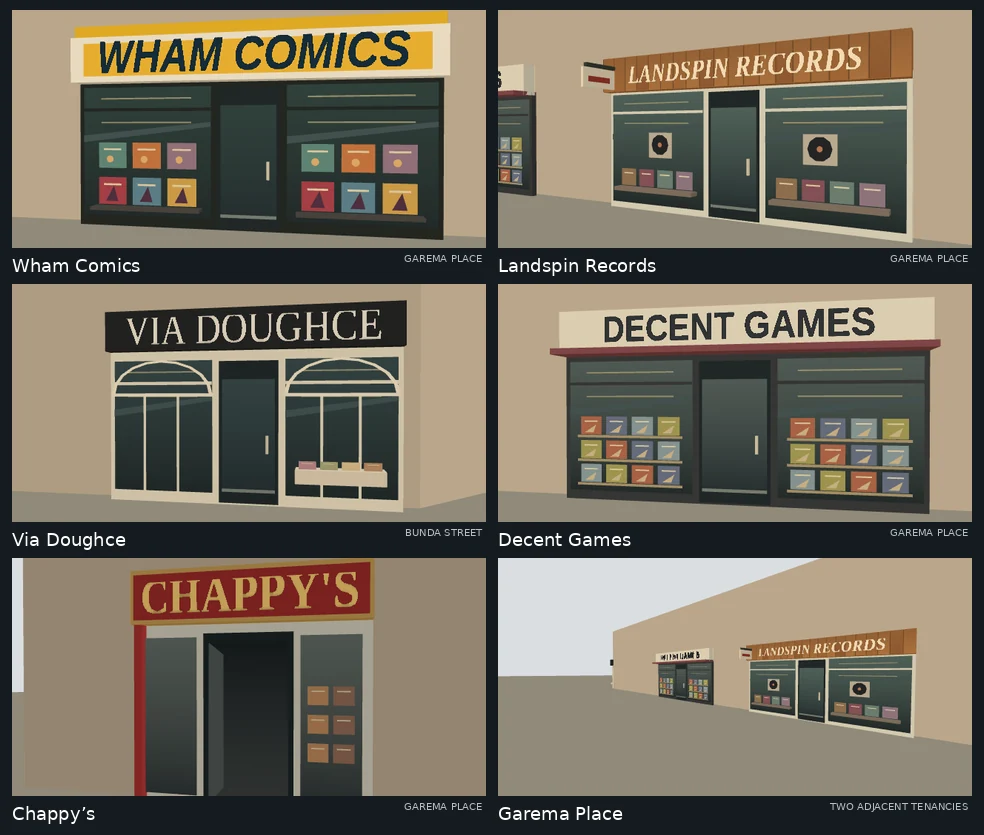 WHAM COMICS
Wham Comics
GAREMA PLACE
S
LANDSPIN RECORDS
Landspin Records
GAREMA PLACE
VIA DOUGHCE
Via Doughce
BUNDA STREET
DECENT GAMES
Decent Games
GAREMA PLACE
CHAPPY'S
Chappy’s
GAREMA PLACE
LANDSPIN RECORDS
Garema Place
TWO ADJACENT TENANCIES